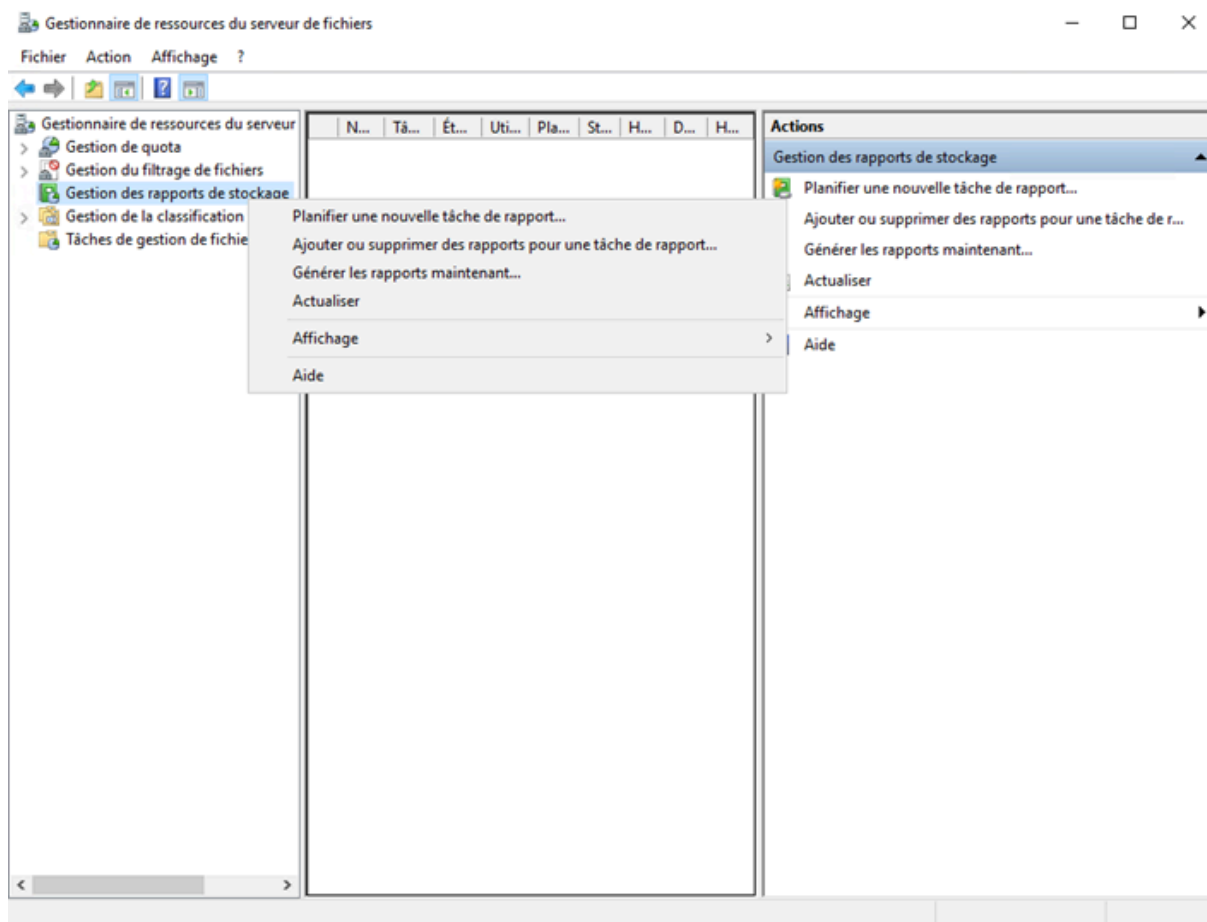 Gestionnaire de ressources du serveur de fichiers
Fichier Action Affichage ?
Gestionnaire de ressources du serveur
Gestion de quota
Gestion du filtrage de fichiers
Gestion des rapports de stockage
Gestion de la classification
Tâches de gestion de fichie
N... Tâ... Ét... Uti... Pla... St... H... D... H...
Planifier une nouvelle tâche de rapport...
Ajouter ou supprimer des rapports pour une tâche de rapport...
Générer les rapports maintenant...
Actualiser
Affichage
Aide
Actions
Gestion des rapports de stockage
Planifier une nouvelle tâche de rapport...
Ajouter ou supprimer des rapports pour une tâche de r...
Générer les rapports maintenant...
Actualiser
Affichage
Aide